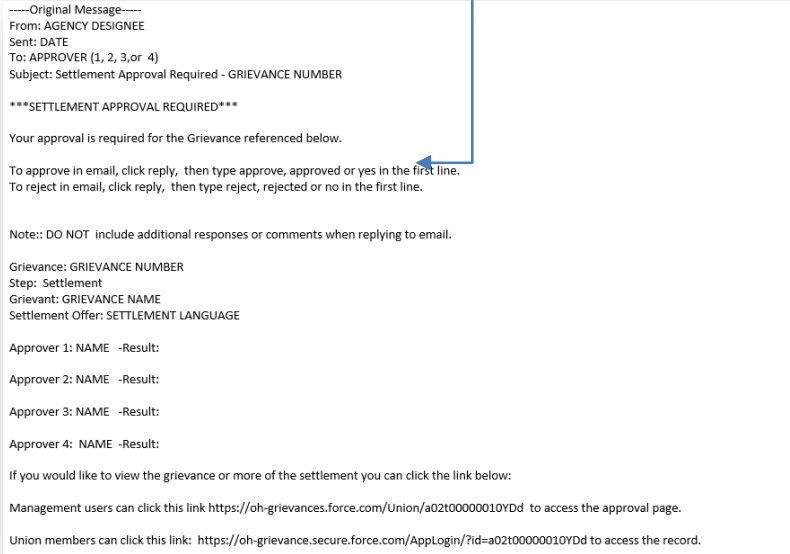 -----Original Message-----
From: AGENCY DESIGNEE
Sent: DATE
To: APPROVER (1, 2, 3,or  4)
Subject: Settlement Approval Required - GRIEVANCE NUMBER
***SETTLEMENT APPROVAL REQUIRED***
Your approval is required for the Grievance referenced below.
To approve in email, click reply,  then type approve, approved or yes in the first line.
To reject in email, click reply,  then type reject, rejected or no in the first line.
Note:: DO NOT  include additional responses or comments when replying to email.
Grievance: GRIEVANCE NUMBER
Step:  Settlement
Grievant: GRIEVANCE NAME
Settlement Offer: SETTLEMENT LANGUAGE
Approver 1: NAME   -Result:
Approver 2: NAME   -Result:
Approver 3: NAME   -Result:
Approver 4:  NAME  -Result:
If you would like to view the grievance or more of the settlement you can click the link below:
Management users can click this link https://oh-grievances.force.com/Union/a02t00000010YDd  to access the approval page.
Union members can click this link:  https://oh-grievance.secure.force.com/AppLogin/?id=a02t00000010YDd to access the record.